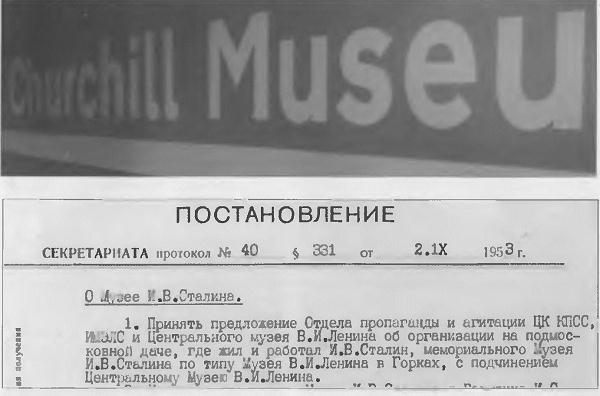 Churchill Museu
ПОСТАНОВЛЕНИЕ
СЕКРЕТАРИАТА протокол № 40 § 331 от 2.IX 1953 г.
О Музее И.В.Сталина.
1. Принять предложение Отдела пропаганды и агитации ЦК КПСС,
ИМЭЛС и Центрального музея В.И.Ленина об организации на подмос-
ковной даче, где жил и работал И.В.Сталин, мемориального Музея
И.В.Сталина по типу Музея В.И.Ленина в Горках, с подчинением
Центральному Музею В.И.Ленина.
получения